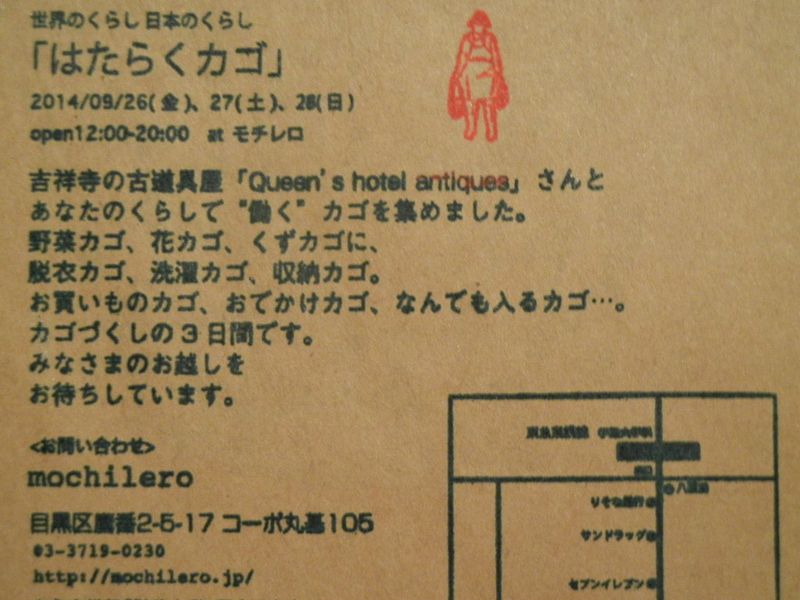 世界のくらし 日本のくらし
「はたらくカゴ」
2014/09/26(金)、27(土)、28(日)
open12:00-20:00 at モチレロ
吉祥寺の古道具屋「Queen's hotel antiques」さんと
あなたのくらしで“働く”カゴを集めました。
野菜カゴ、花カゴ、くずカゴに、
脱衣カゴ、洗濯カゴ、収納カゴ。
お買いものカゴ、おでかけカゴ、なんでも入るカゴ…。
カゴづくしの3日間です。
みなさまのお越しを
お待ちしています。
<お問い合わせ>
mochilero
目黒区鷹番2-5-17 コーポ丸基105
03-3719-0230
http://mochilero.jp/
りそな銀行
サンドラッグ
セブンイレブン